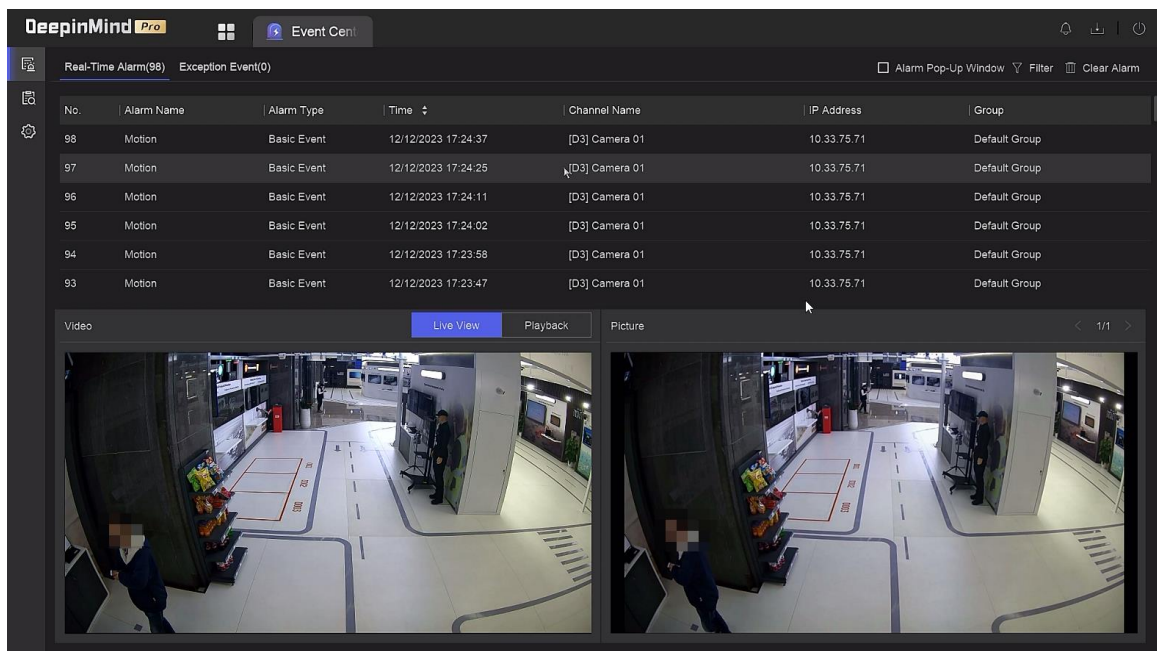 DeepinMind Pro
Event Cent
Real-Time Alarm(98) Exception Event(0)
Alarm Pop-Up Window Filter Clear Alarm
No. Alarm Name Alarm Type Time Channel Name IP Address Group
98 Motion Basic Event 12/12/2023 17:24:37 [D3] Camera 01 10.33.75.71 Default Group
97 Motion Basic Event 12/12/2023 17:24:25 [D3] Camera 01 10.33.75.71 Default Group
96 Motion Basic Event 12/12/2023 17:24:11 [D3] Camera 01 10.33.75.71 Default Group
95 Motion Basic Event 12/12/2023 17:24:02 [D3] Camera 01 10.33.75.71 Default Group
94 Motion Basic Event 12/12/2023 17:23:58 [D3] Camera 01 10.33.75.71 Default Group
93 Motion Basic Event 12/12/2023 17:23:47 [D3] Camera 01 10.33.75.71 Default Group
Video Live View Playback Picture < 1/1 >